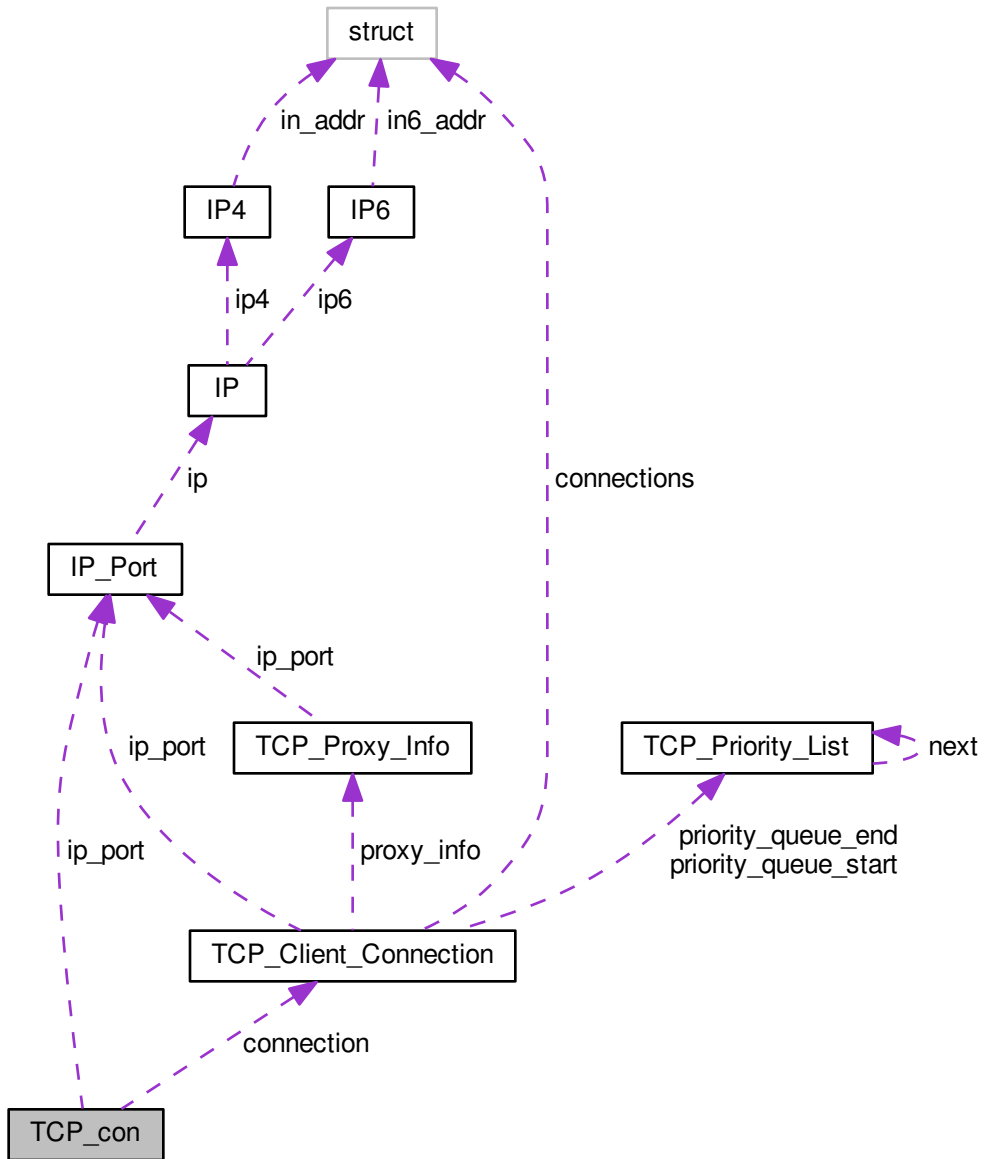 struct
in_addr
in6_addr
IP4
IP6
ip4
ip6
IP
ip
connections
IP_Port
ip_port
ip_port
TCP_Proxy_Info
TCP_Priority_List
next
ip_port
proxy_info
priority_queue_end
priority_queue_start
TCP_Client_Connection
connection
TCP_con